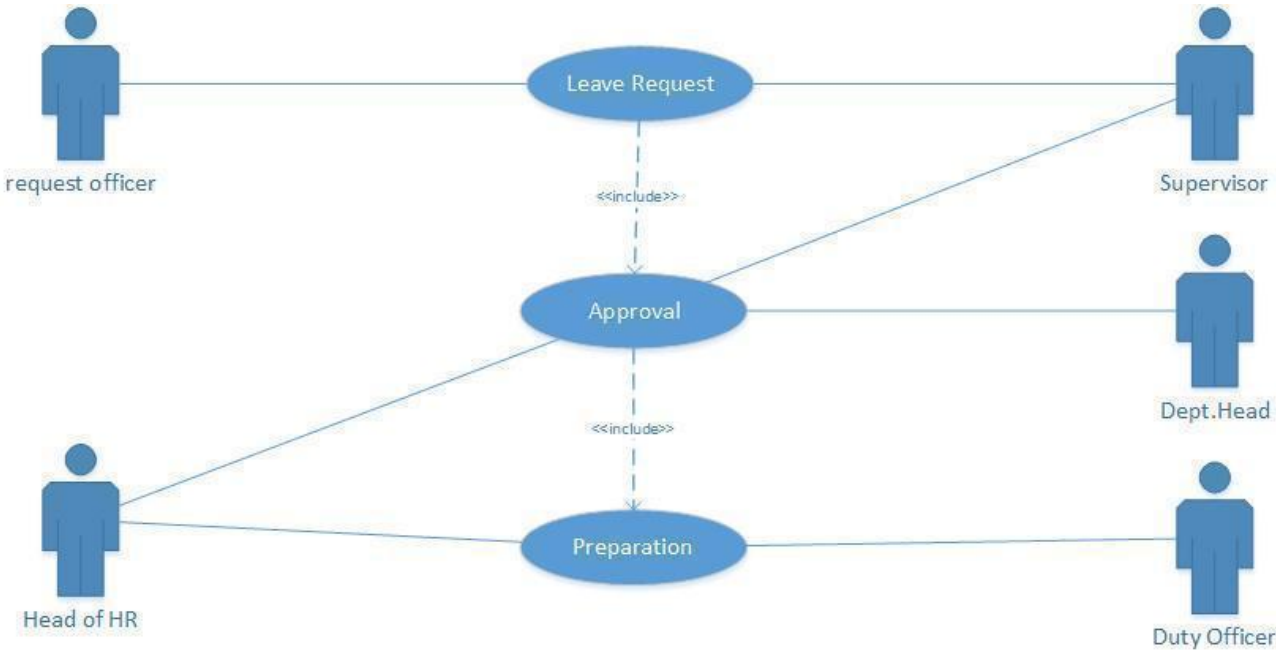 Leave Request
request officer
Supervisor
<<include>>
Approval
Dept.Head
<<include>>
Preparation
Head of HR
Duty Officer